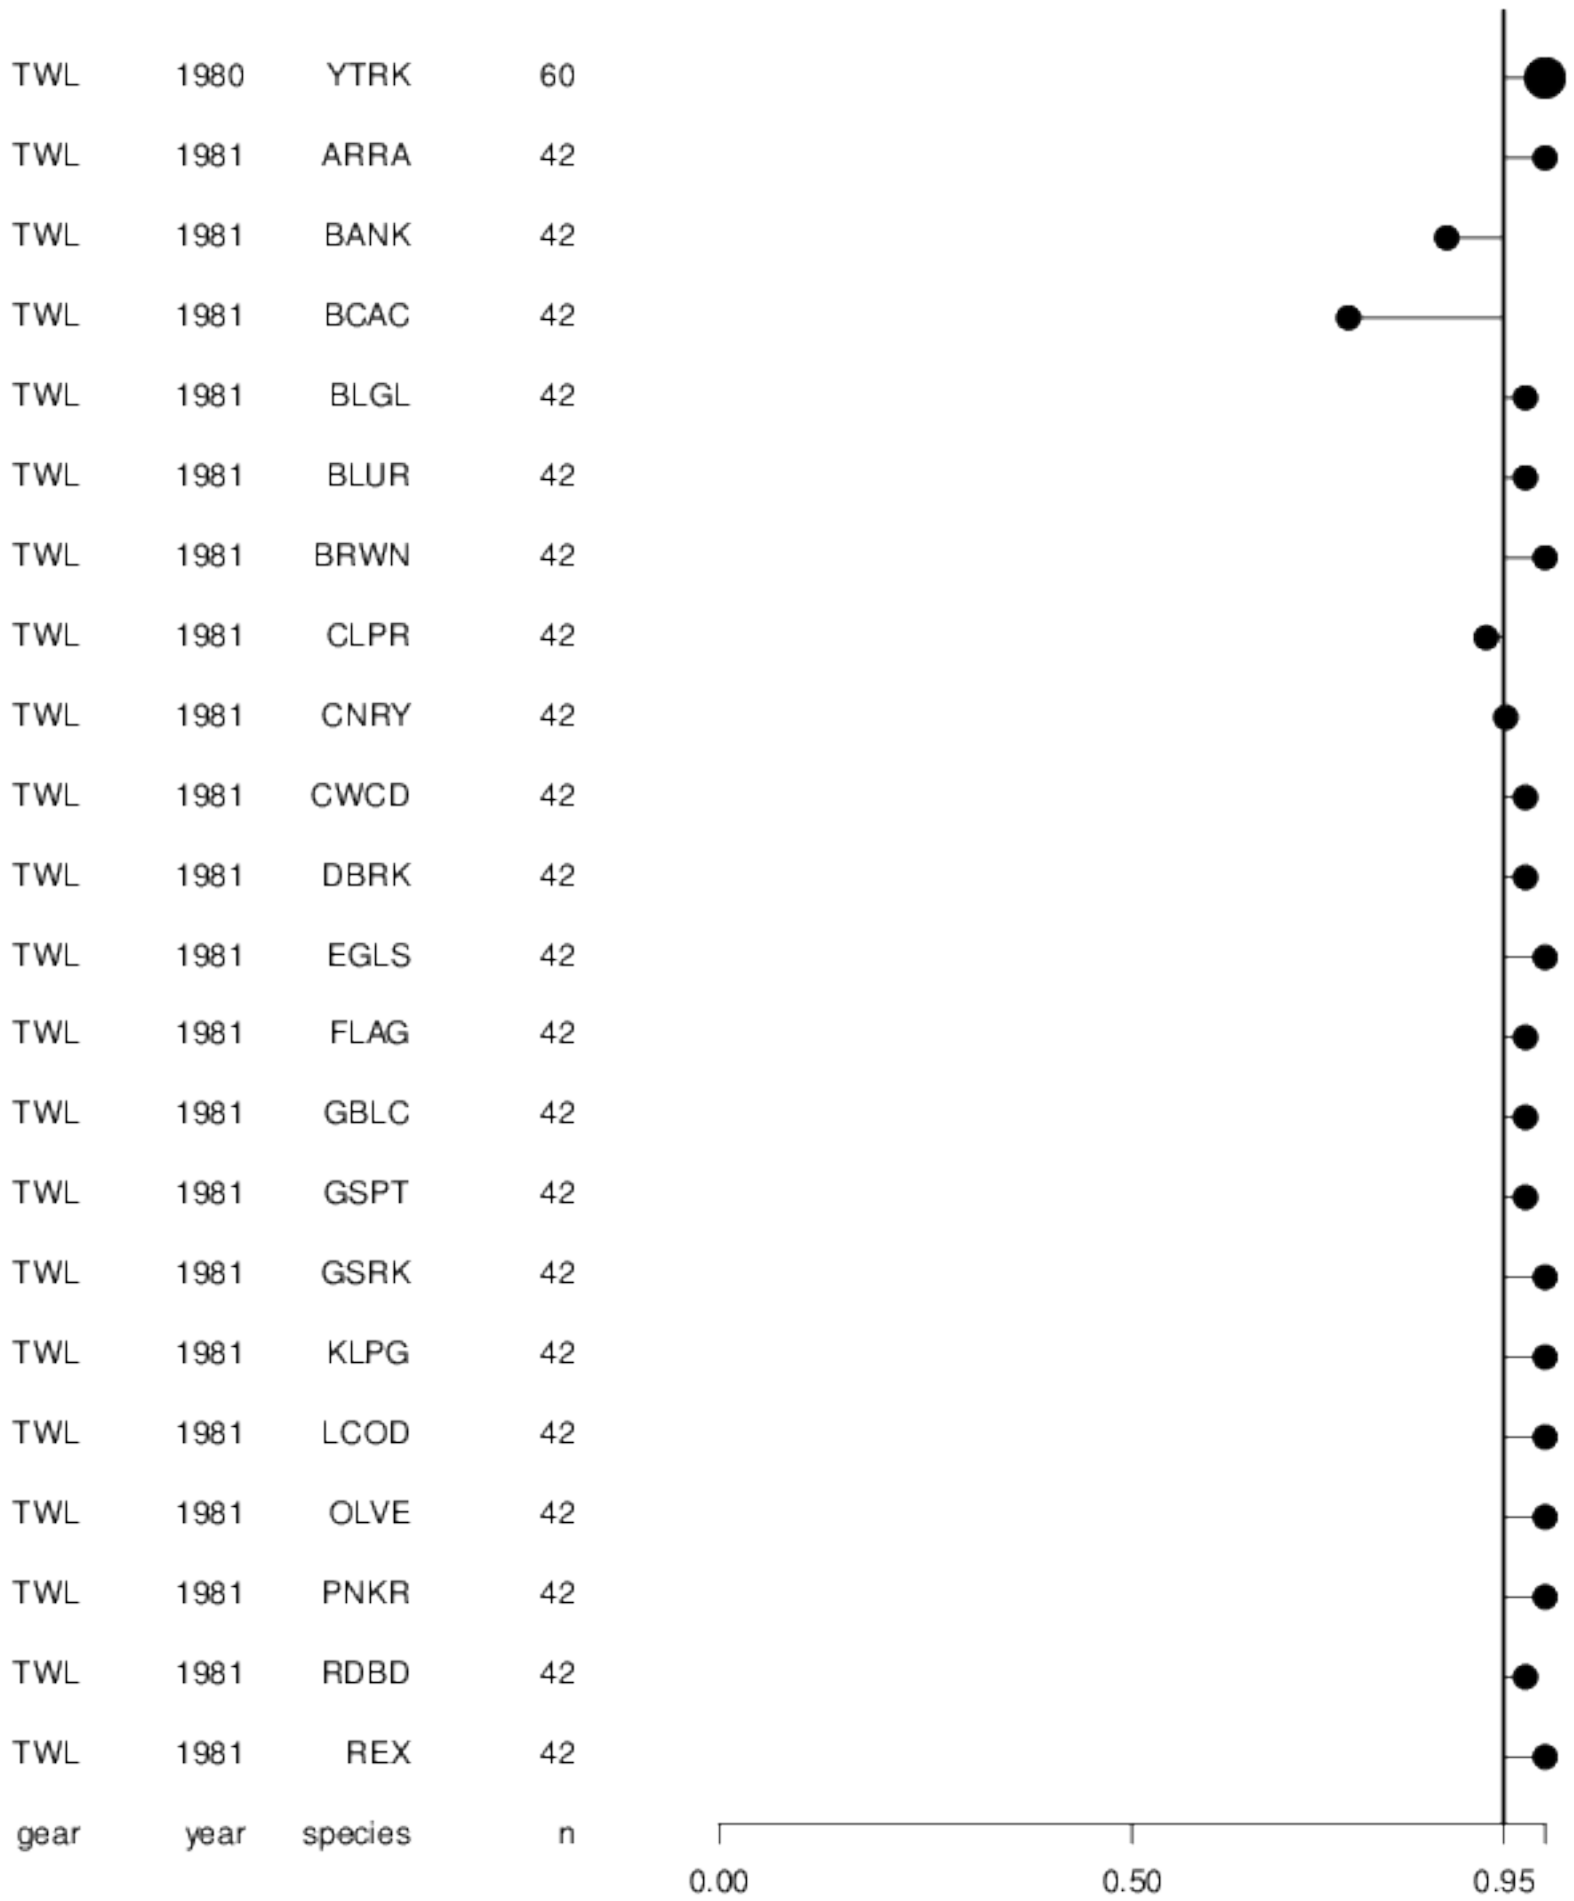 TWL 1980 YTRK 60
TWL 1981 ARRA 42
TWL 1981 BANK 42
TWL 1981 BCAC 42
TWL 1981 BLGL 42
TWL 1981 BLUR 42
TWL 1981 BRWN 42
TWL 1981 CLPR 42
TWL 1981 CNRY 42
TWL 1981 CWCD 42
TWL 1981 DBRK 42
TWL 1981 EGLS 42
TWL 1981 FLAG 42
TWL 1981 GBLC 42
TWL 1981 GSPT 42
TWL 1981 GSRK 42
TWL 1981 KLPG 42
TWL 1981 LCOD 42
TWL 1981 OLVE 42
TWL 1981 PNKR 42
TWL 1981 RDBD 42
TWL 1981 REX 42
gear year species n
0.00 0.50 0.95